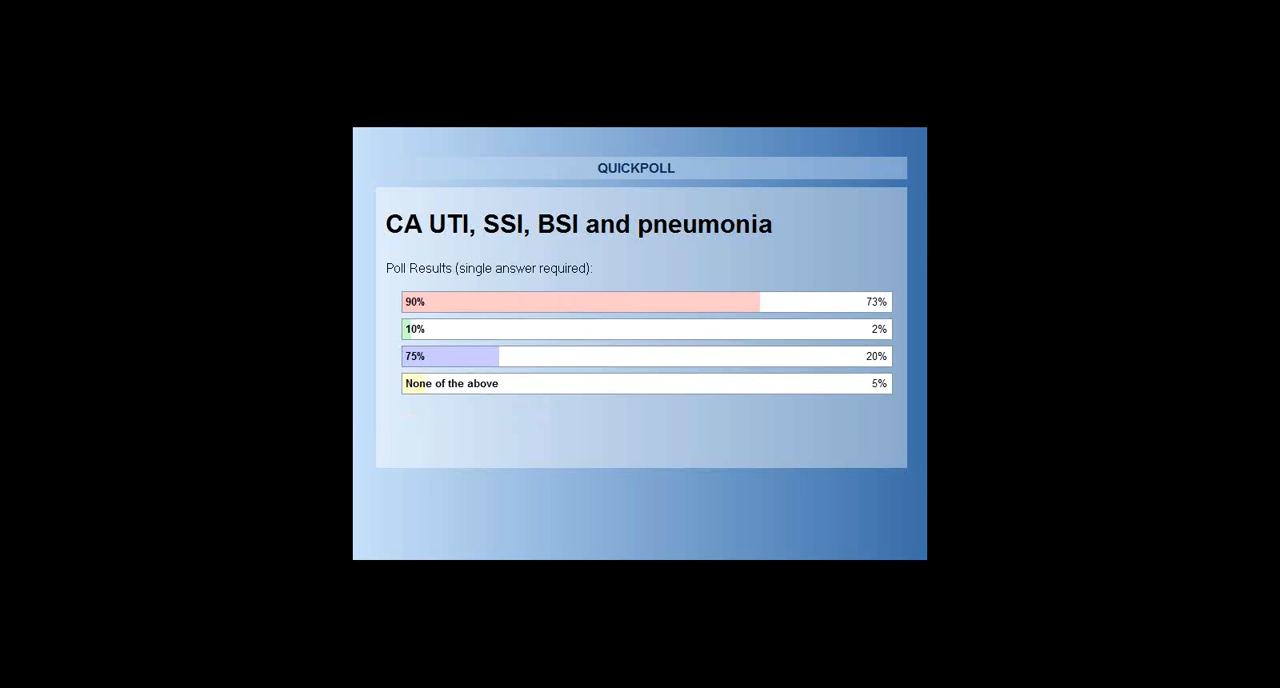 QUICKPOLL
CA UTI, SSI, BSI and pneumonia
Poll Results (single answer required):
90% 73%
10% 2%
75% 20%
None of the above 5%